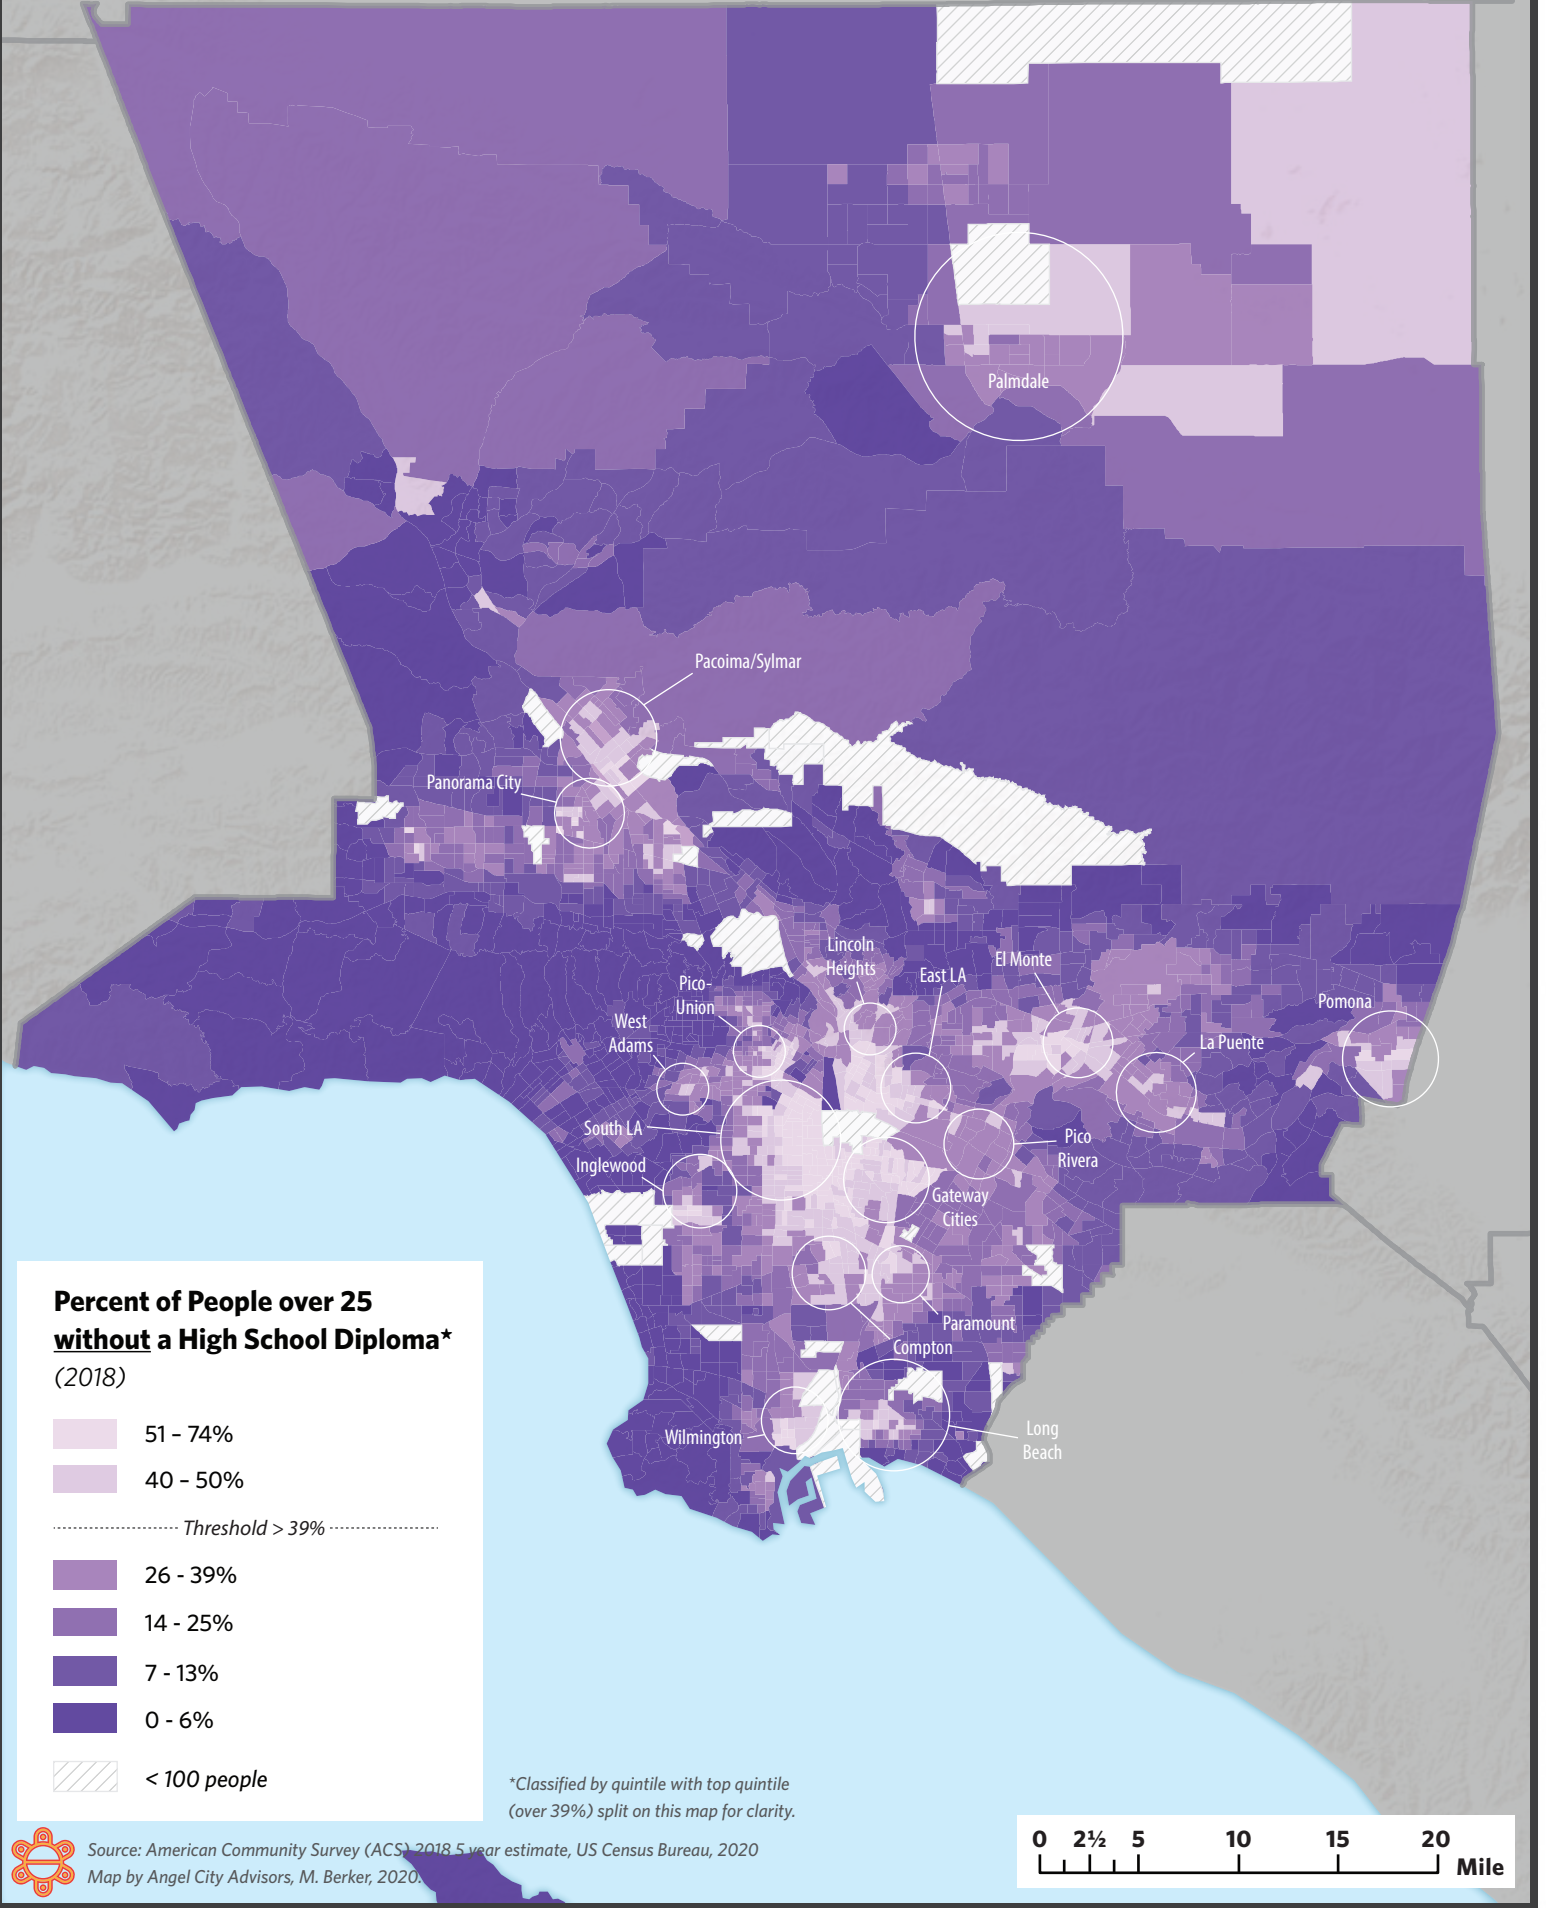 Palmdale
Pacoima/Sylmar
Panorama City
Lincoln
Heights
East LA
El Monte
Pico-
Union
Pomona
West
Adams
La Puente
South LA
Pico
Rivera
Inglewood
Gateway
Cities
Paramount
Compton
Wilmington
Long
Beach
Percent of People over 25
without a High School Diploma*
(2018)
51 – 74%
40 – 50%
Threshold > 39%
26 - 39%
14 - 25%
7 - 13%
0 - 6%
< 100 people
*Classified by quintile with top quintile
(over 39%) split on this map for clarity.
Source: American Community Survey (ACS) 2018 5 year estimate, US Census Bureau, 2020
Map by Angel City Advisors, M. Berker, 2020.
0 2½ 5 10 15 20
Mile